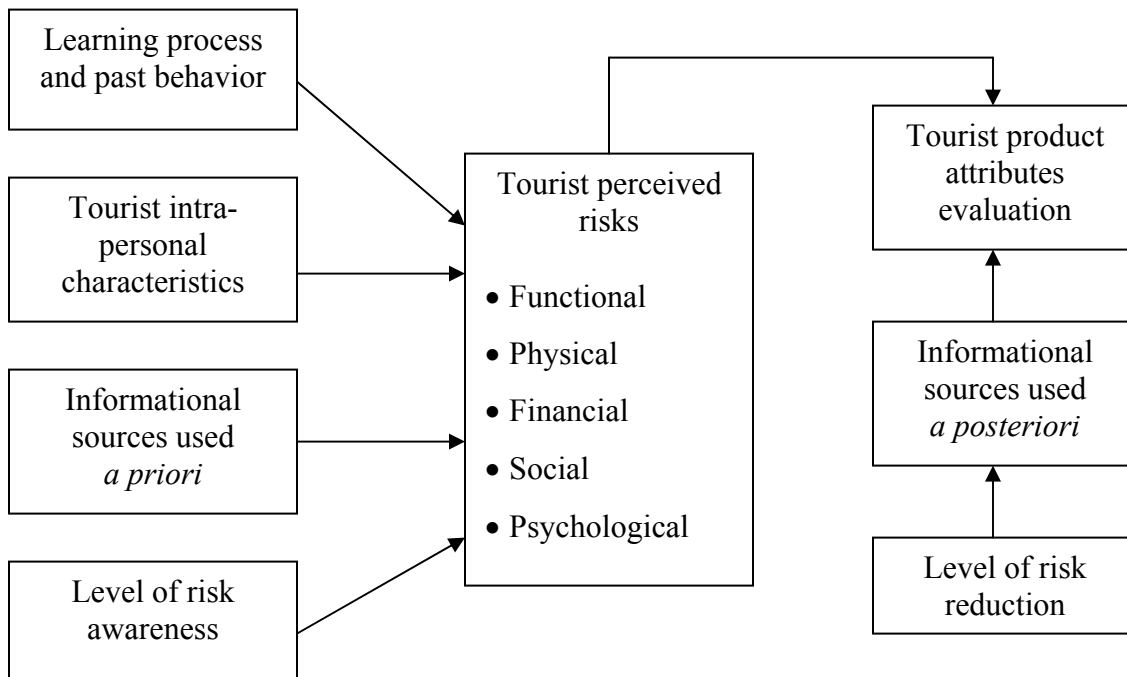 Learning process
and past behavior
Tourist intra-
personal
characteristics
Informational
sources used
a priori
Level of risk
awareness
Tourist perceived
risks
• Functional
• Physical
• Financial
• Social
• Psychological
Tourist product
attributes
evaluation
Informational
sources used
a posteriori
Level of risk
reduction